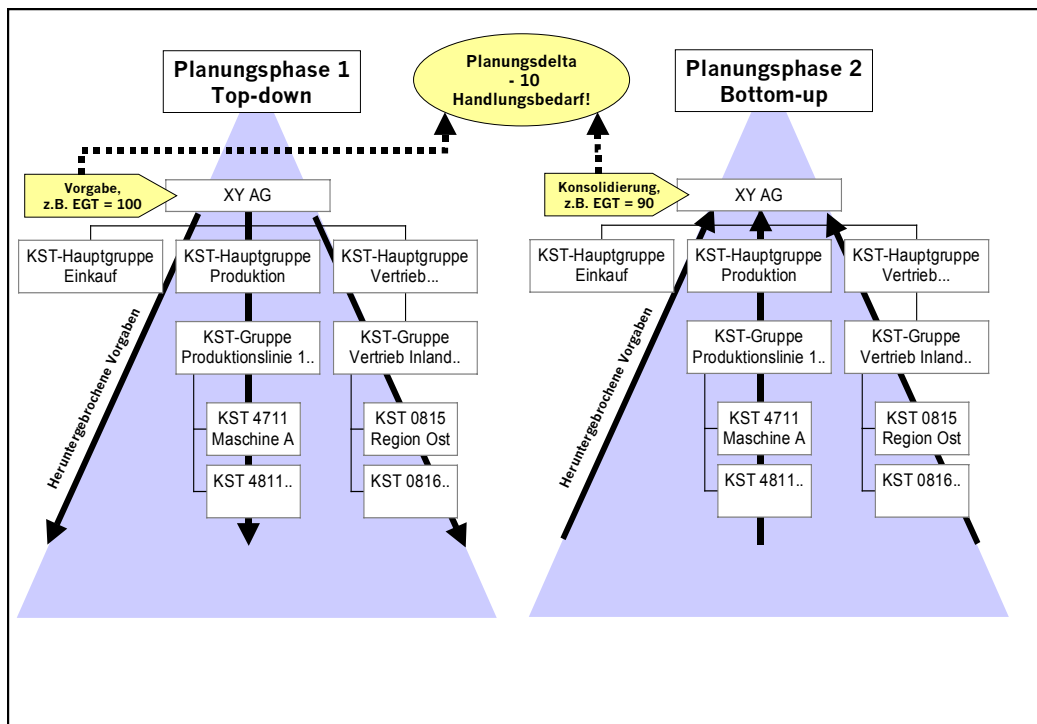 Planungsphase 1
Top-down
Planungsdelta
- 10
Handlungsbedarf!
Planungsphase 2
Bottom-up
Vorgabe,
z.B. EGT = 100
XY AG
KST-Hauptgruppe
Einkauf
KST-Hauptgruppe
Produktion
KST-Hauptgruppe
Vertrieb...
Heruntergebrochene Vorgaben
KST-Gruppe
Produktionslinie 1..
KST-Gruppe
Vertrieb Inland..
KST 4711
Maschine A
KST 0815
Region Ost
KST 4811..
KST 0816..
Konsolidierung,
z.B. EGT = 90
XY AG
KST-Hauptgruppe
Einkauf
KST-Hauptgruppe
Produktion
KST-Hauptgruppe
Vertrieb...
Heruntergebrochene Vorgaben
KST-Gruppe
Produktionslinie 1..
KST-Gruppe
Vertrieb Inland..
KST 4711
Maschine A
KST 0815
Region Ost
KST 4811..
KST 0816..